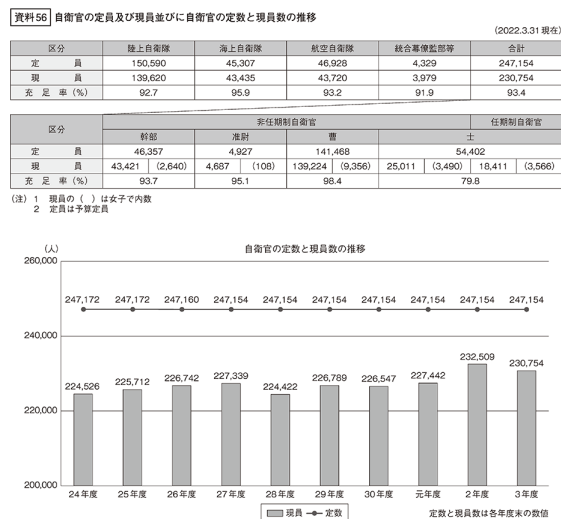 資料56 自衛官の定員及び現員並びに自衛官の定数と現員数の推移
（2022.3.31 現在）
区分 陸上自衛隊 海上自衛隊 航空自衛隊 統合幕僚監部等 合計
定員 150,590 45,307 46,928 4,329 247,154
現員 139,620 43,435 43,720 3,979 230,754
充足率（%） 92.7 95.9 93.2 91.9 93.4
区分 非任期制自衛官 任期制自衛官
幹部 准尉 曹 士
定員 46,357 4,927 141,468 54,402
現員 43,421 (2,640) 4,687 (108) 139,224 (9,356) 25,011 (3,490) 18,411 (3,566)
充足率（%） 93.7 95.1 98.4 79.8
（注）1 現員の（ ）は女子で内数
2 定員は予算定員
自衛官の定数と現員数の推移
（人）
260,000
247,172 247,172 247,160 247,154 247,154 247,154 247,154 247,154 247,154 247,154
240,000
224,526 225,712 226,742 227,339 224,422 226,789 226,547 227,442 232,509 230,754
220,000
200,000
24年度 25年度 26年度 27年度 28年度 29年度 30年度 元年度 2年度 3年度
現員 定数
定数と現員数は各年度末の数値